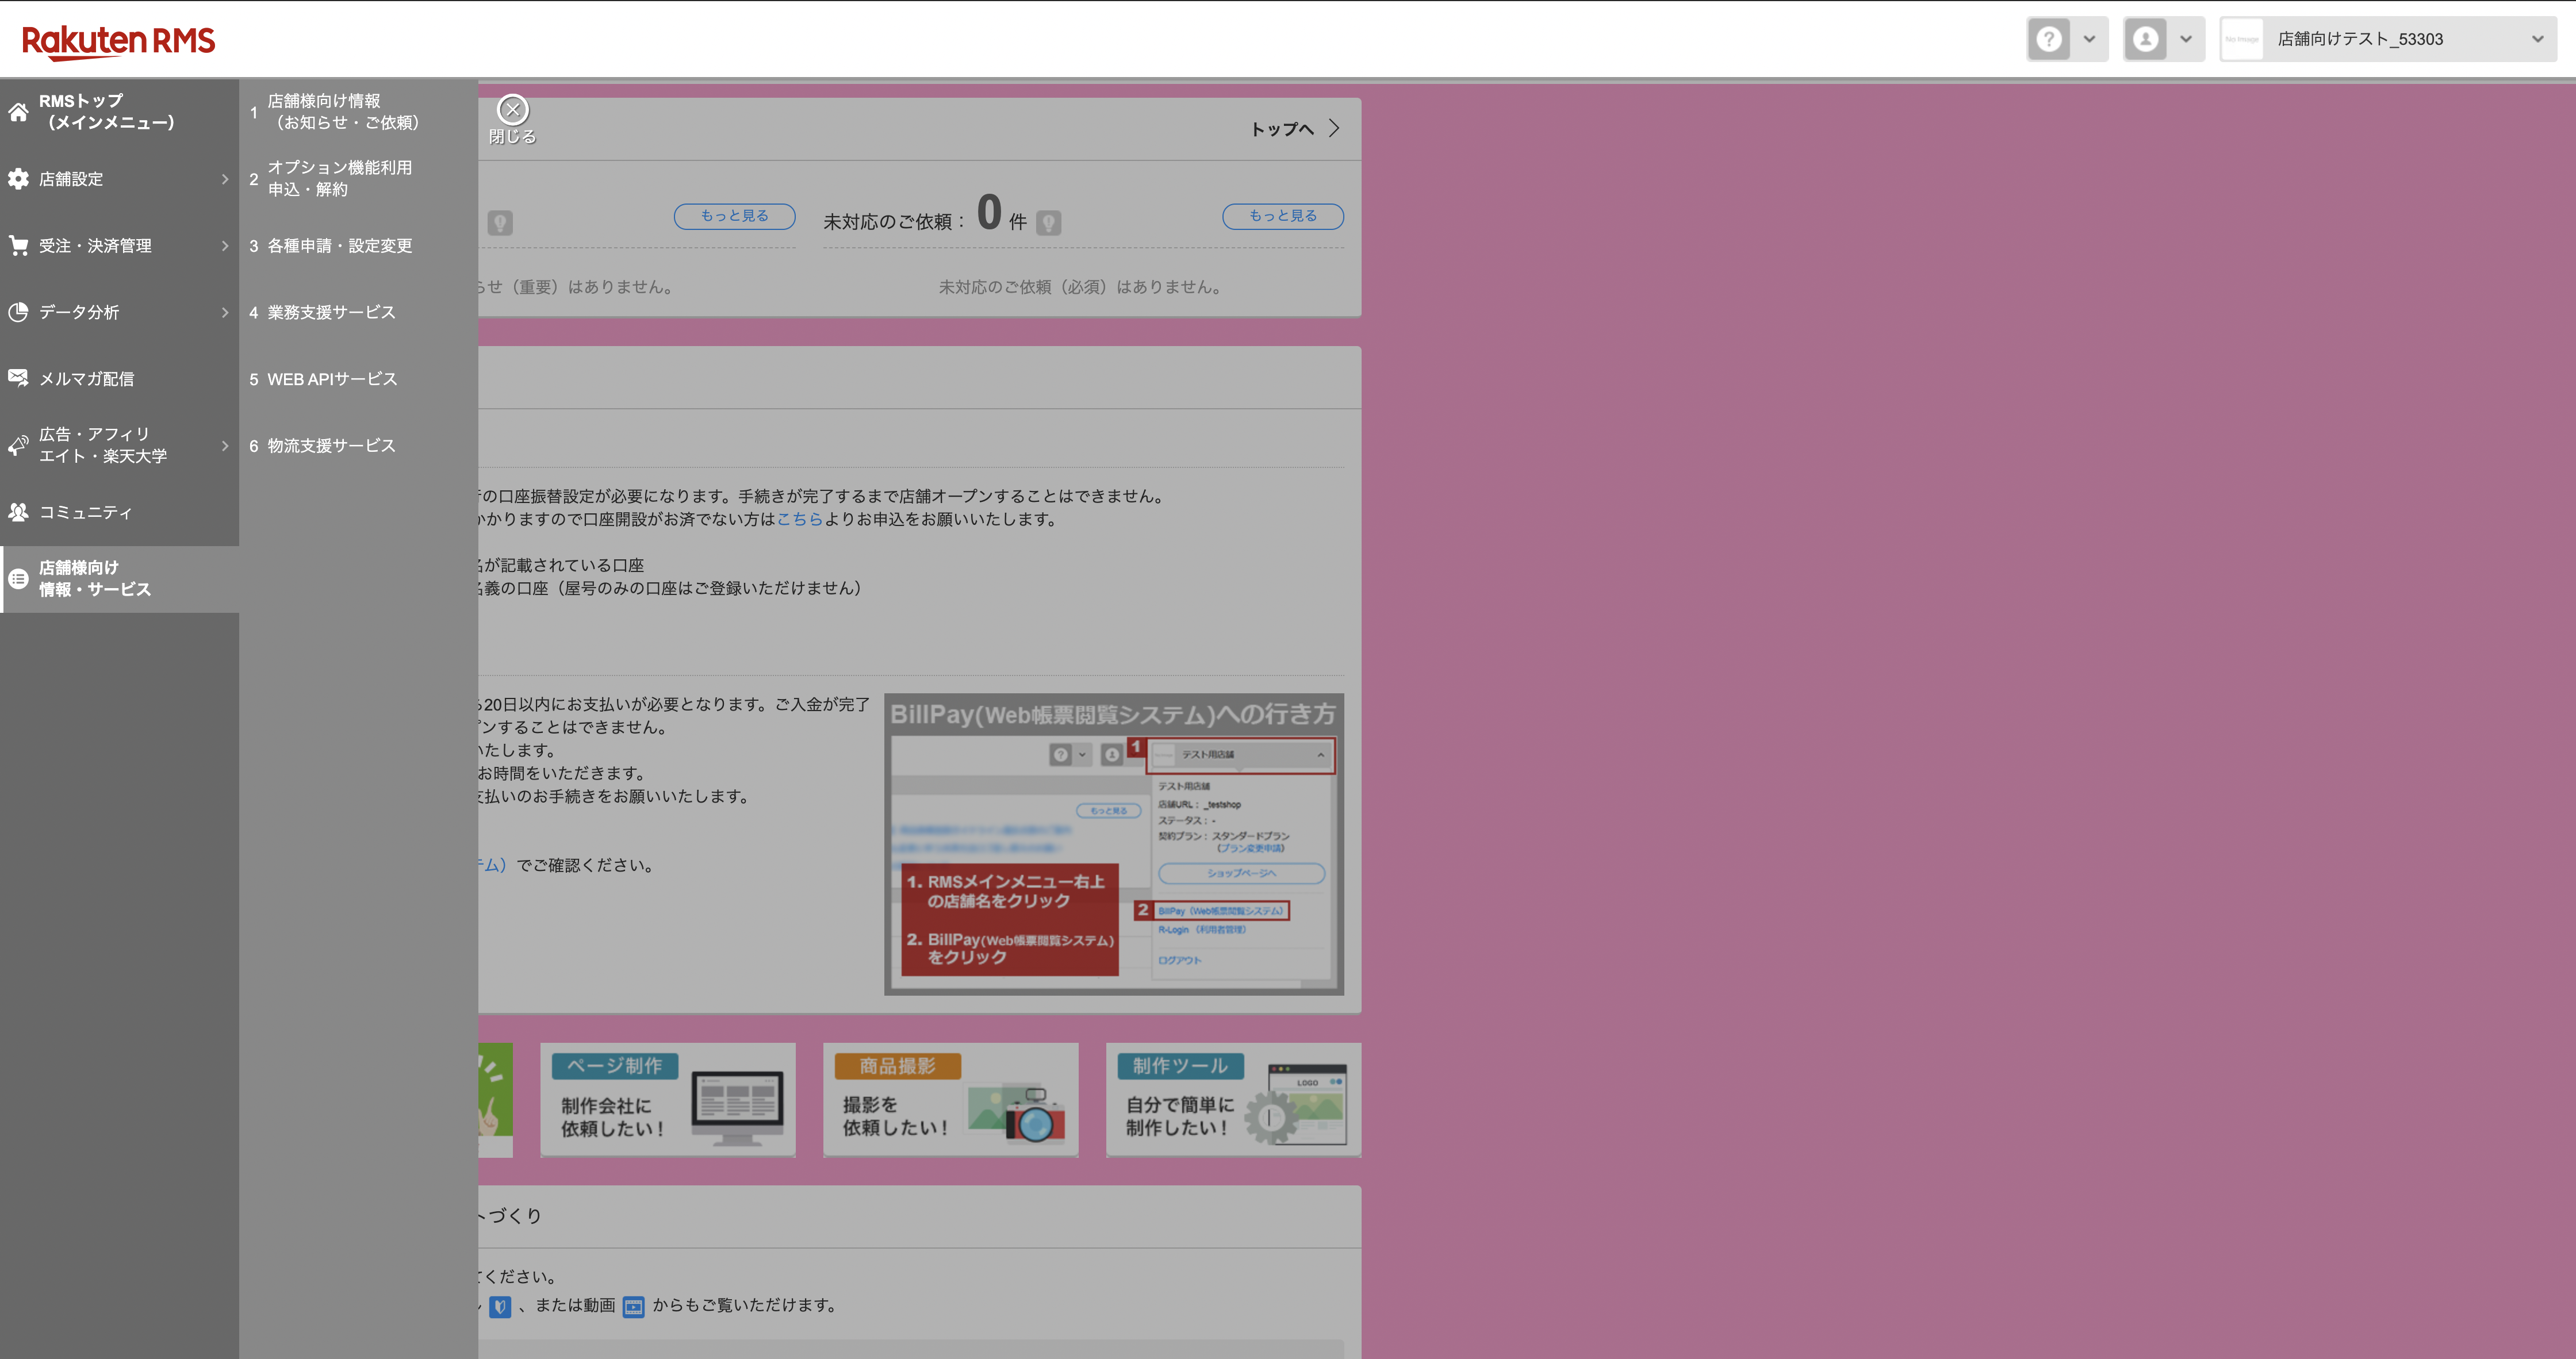 Rakuten RMS
No Image
店舗向けテスト_53303
RMSトップ
（メインメニュー）
店舗設定
受注・決済管理
データ分析
メルマガ配信
広告・アフィリ
エイト・楽天大学
コミュニティ
店舗様向け
情報・サービス
1 店舗様向け情報
（お知らせ・ご依頼）
2 オプション機能利用
申込・解約
3 各種申請・設定変更
4 業務支援サービス
5 WEB APIサービス
6 物流支援サービス
閉じる
トップへ
もっと見る
未対応のご依頼： 0 件
もっと見る
らせ（重要）はありません。
未対応のご依頼（必須）はありません。
の口座振替設定が必要になります。手続きが完了するまで店舗オープンすることはできません。
かかりますので口座開設がお済でない方はこちらよりお申込をお願いいたします。
名が記載されている口座
名義の口座（屋号のみの口座はご登録いただけません）
20日以内にお支払いが必要となります。ご入金が完了
プンすることはできません。
いたします。
お時間をいただきます。
支払いのお手続きをお願いいたします。
テム）でご確認ください。
BillPay(Web帳票閲覧システム)への行き方
1
テスト用店舗
テスト用店舗
店舗URL： _testshop
ステータス： -
契約プラン： スタンダードプラン
（プラン変更申請）
ショップページへ
もっと見る
1. RMSメインメニュー右上
の店舗名をクリック
2. BillPay(Web帳票閲覧システム)
をクリック
2
BillPay（Web帳票閲覧システム）
R-Login （利用者管理）
ログアウト
ページ制作
制作会社に
依頼したい！
商品撮影
撮影を
依頼したい！
制作ツール
自分で簡単に
制作したい！
LOGO
トづくり
てください。
、または動画 からもご覧いただけます。